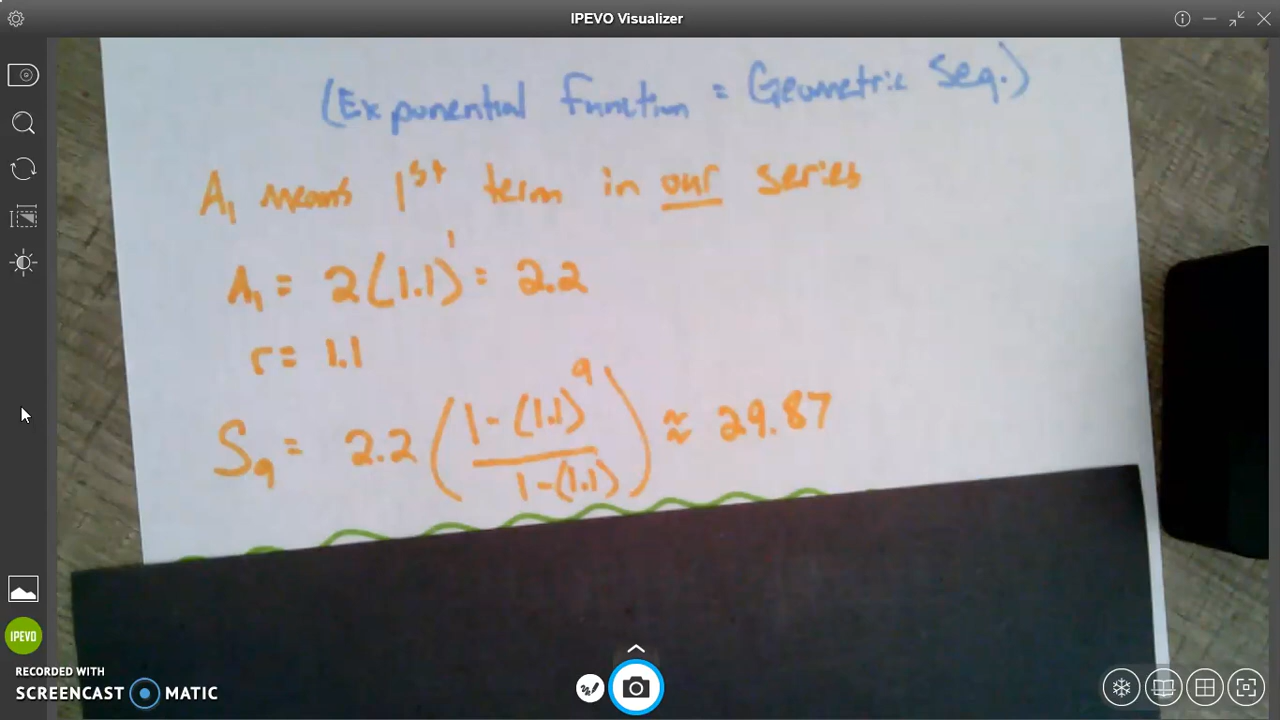 IPEVO Visualizer
(Exponential Function = Geometric Seq.)
A₁ means 1ˢᵗ term in our series
A₁ = 2(1.1)¹ = 2.2
r = 1.1
S₉ = 2.2 ( 1-(1.1)⁹ / 1-(1.1) ) ≈ 29.87
IPEVO
RECORDED WITH
SCREENCAST MATIC